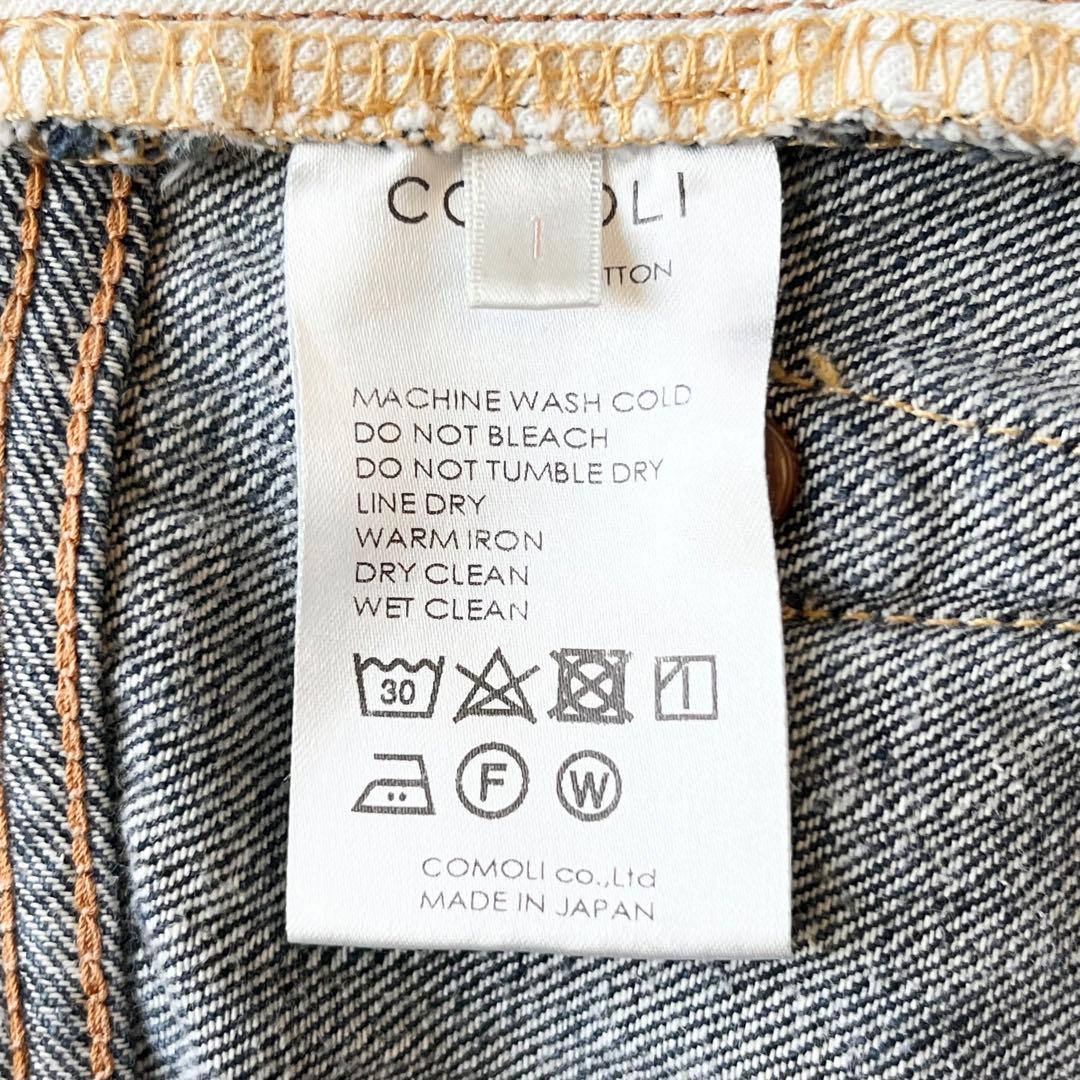 CO OLI
I
TTON
MACHINE WASH COLD
DO NOT BLEACH
DO NOT TUMBLE DRY
LINE DRY
WARM IRON
DRY CLEAN
WET CLEAN
30
F W
COMOLI co.,Ltd
MADE IN JAPAN